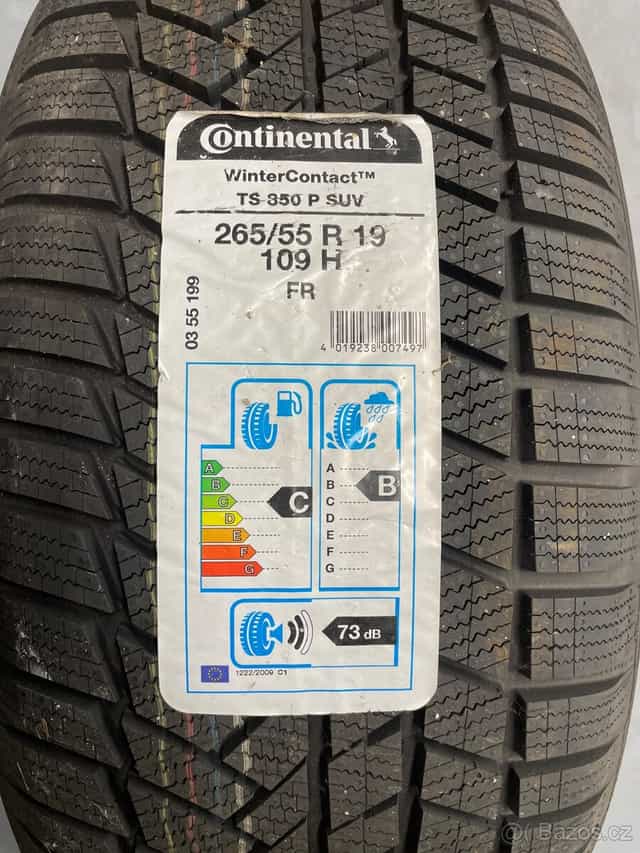 Continental
WinterContact™
TS 850 P SUV
265/55 R 19
109 H
FR
03 55 199
4 019238 007497
A
B
C
D
E
F
G
C
A
B
C
D
E
F
G
B
73 dB
1222/2009 C1
Bazos.cz